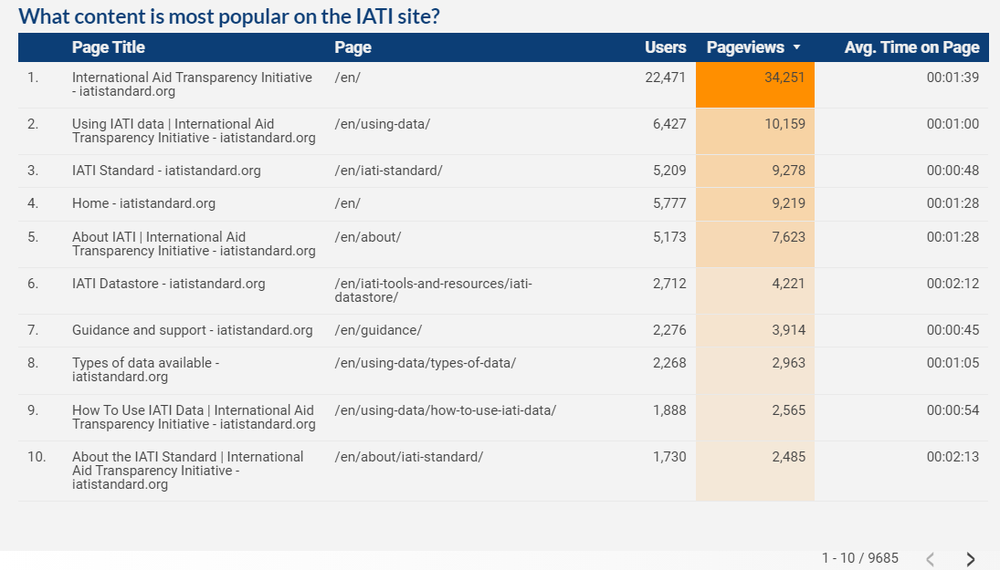 What content is most popular on the IATI site?
Page Title Page Users Pageviews Avg. Time on Page
1. International Aid Transparency Initiative /en/ 22,471 34,251 00:01:39
- iatistandard.org
2. Using IATI data | International Aid /en/using-data/ 6,427 10,159 00:01:00
Transparency Initiative - iatistandard.org
3. IATI Standard - iatistandard.org /en/iati-standard/ 5,209 9,278 00:00:48
4. Home - iatistandard.org /en/ 5,777 9,219 00:01:28
5. About IATI | International Aid /en/about/ 5,173 7,623 00:01:28
Transparency Initiative - iatistandard.org
6. IATI Datastore - iatistandard.org /en/iati-tools-and-resources/iati- 2,712 4,221 00:02:12
datastore/
7. Guidance and support - iatistandard.org /en/guidance/ 2,276 3,914 00:00:45
8. Types of data available - /en/using-data/types-of-data/ 2,268 2,963 00:01:05
iatistandard.org
9. How To Use IATI Data | International Aid /en/using-data/how-to-use-iati-data/ 1,888 2,565 00:00:54
Transparency Initiative - iatistandard.org
10. About the IATI Standard | International /en/about/iati-standard/ 1,730 2,485 00:02:13
Aid Transparency Initiative -
iatistandard.org
1 - 10 / 9685